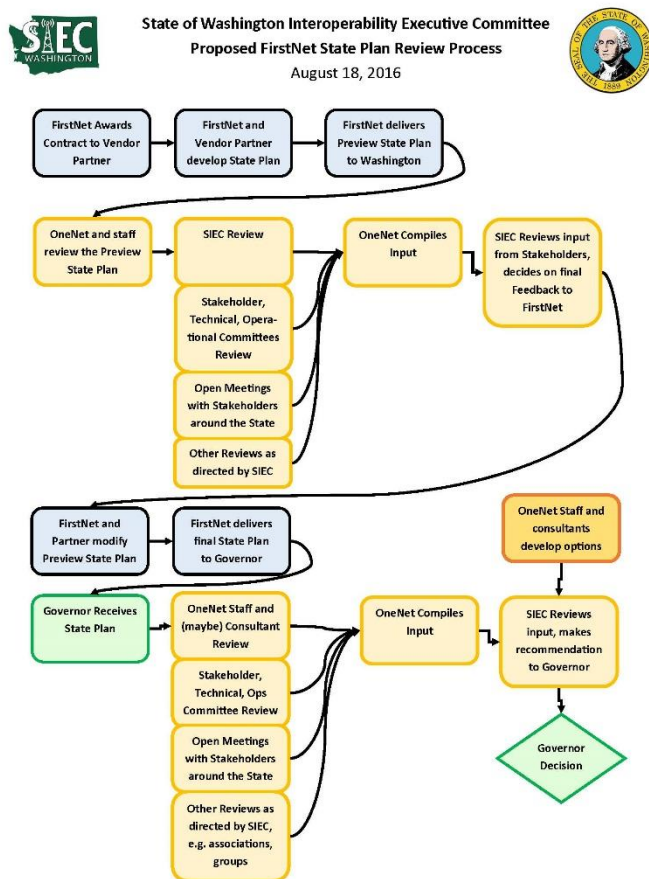 SIEC
WASHINGTON
State of Washington Interoperability Executive Committee
Proposed FirstNet State Plan Review Process
August 18, 2016
THE SEAL OF THE STATE OF WASHINGTON
1889
FirstNet Awards
Contract to Vendor
Partner
FirstNet and
Vendor Partner
develop State Plan
FirstNet delivers
Preview State Plan
to Washington
OneNet and staff
review the Preview
State Plan
SIEC Review
Stakeholder,
Technical, Opera-
tional Committees
Review
Open Meetings
with Stakeholders
around the State
Other Reviews as
directed by SIEC
OneNet Compiles
Input
SIEC Reviews input
from Stakeholders,
decides on final
Feedback to
FirstNet
FirstNet and
Partner modify
Preview State Plan
FirstNet delivers
final State Plan
to Governor
OneNet Staff and
consultants
develop options
Governor Receives
State Plan
OneNet Staff and
(maybe) Consultant
Review
Stakeholder,
Technical, Ops
Committee Review
Open Meetings
with Stakeholders
around the State
Other Reviews as
directed by SIEC,
e.g. associations,
groups
OneNet Compiles
Input
SIEC Reviews
input, makes
recommendation
to Governor
Governor
Decision